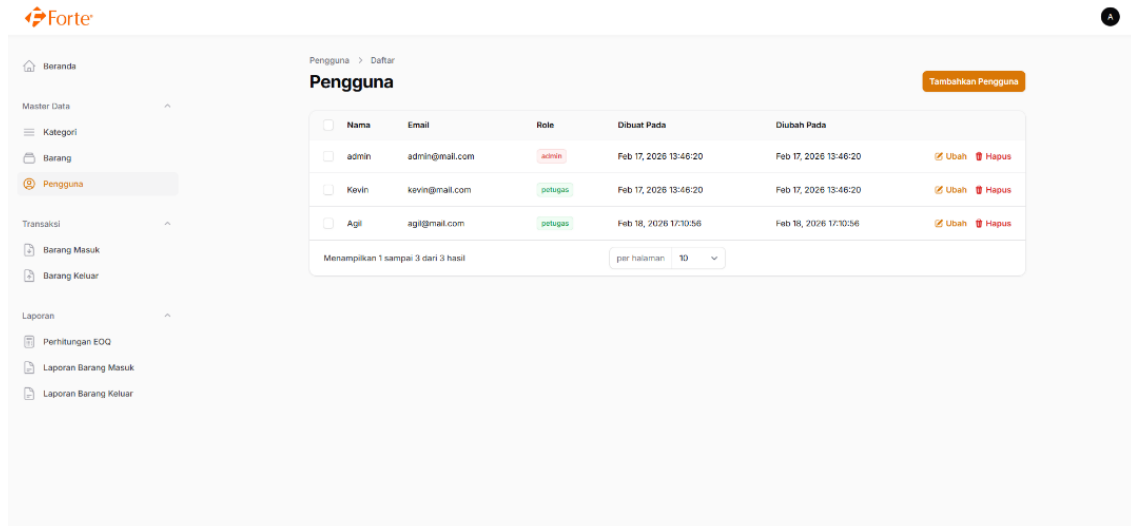 Forte
A
Beranda
Master Data
Kategori
Barang
Pengguna
Transaksi
Barang Masuk
Barang Keluar
Laporan
Perhitungan EOQ
Laporan Barang Masuk
Laporan Barang Keluar
Pengguna > Daftar
Pengguna
Tambahkan Pengguna
Nama Email Role Dibuat Pada Diubah Pada
admin admin@mail.com admin Feb 17, 2026 13:46:20 Feb 17, 2026 13:46:20 Ubah Hapus
Kevin kevin@mail.com petugas Feb 17, 2026 13:46:20 Feb 17, 2026 13:46:20 Ubah Hapus
Agil agil@mail.com petugas Feb 18, 2026 17:10:56 Feb 18, 2026 17:10:56 Ubah Hapus
Menampilkan 1 sampai 3 dari 3 hasil per halaman 10